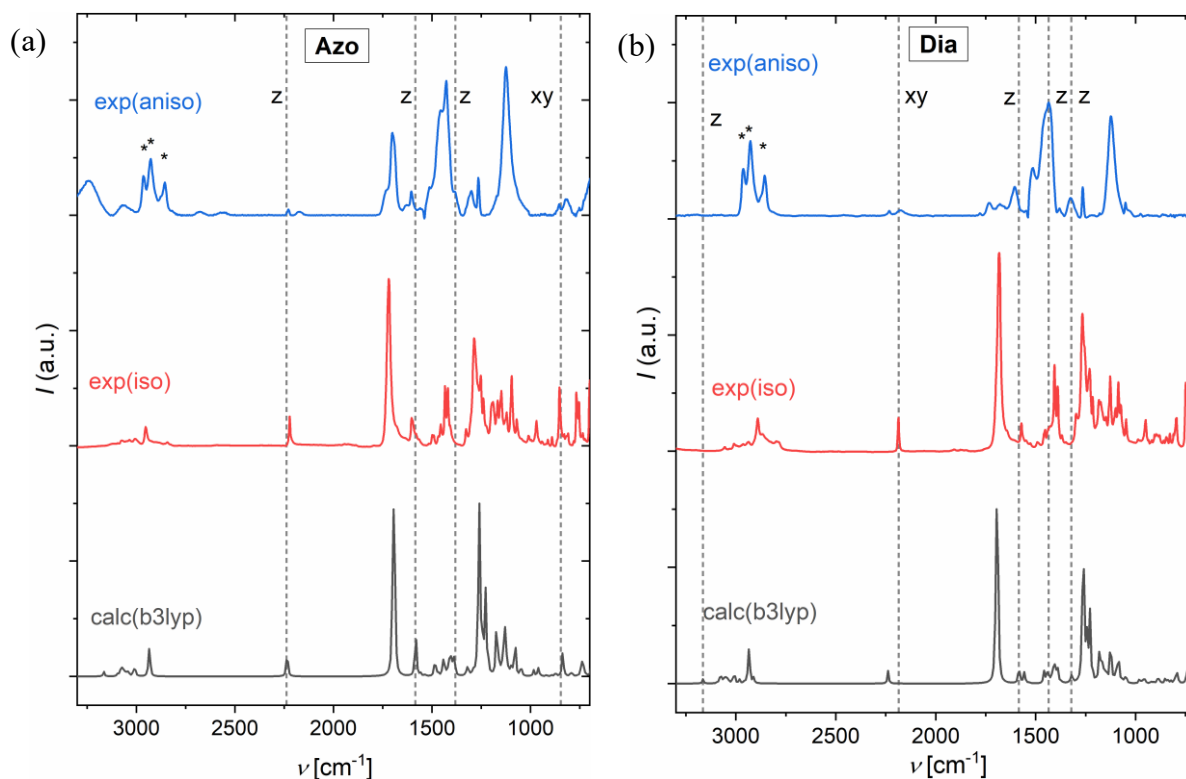 (a)
Azo
exp(aniso)
z
z
z
xy
* * *
exp(iso)
calc(b3lyp)
I (a.u.)
3000
2500
2000
1500
1000
ν [cm⁻¹]
(b)
Dia
exp(aniso)
z
xy
z
z
z
* * *
exp(iso)
calc(b3lyp)
I (a.u.)
3000
2500
2000
1500
1000
ν [cm⁻¹]